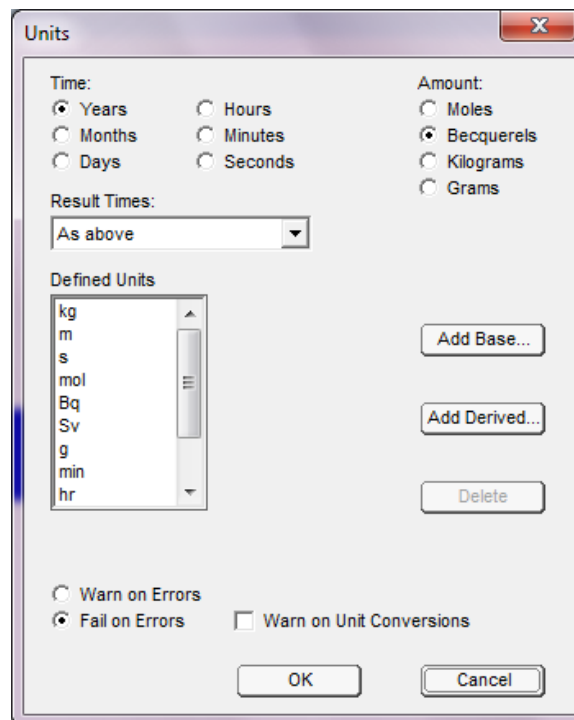 Units
Time:
Amount:
Years
Hours
Moles
Months
Minutes
Becquerels
Days
Seconds
Kilograms
Grams
Result Times:
As above
Defined Units
kg
m
s
mol
Bq
Sv
g
min
hr
Add Base...
Add Derived...
Delete
Warn on Errors
Fail on Errors
Warn on Unit Conversions
OK
Cancel